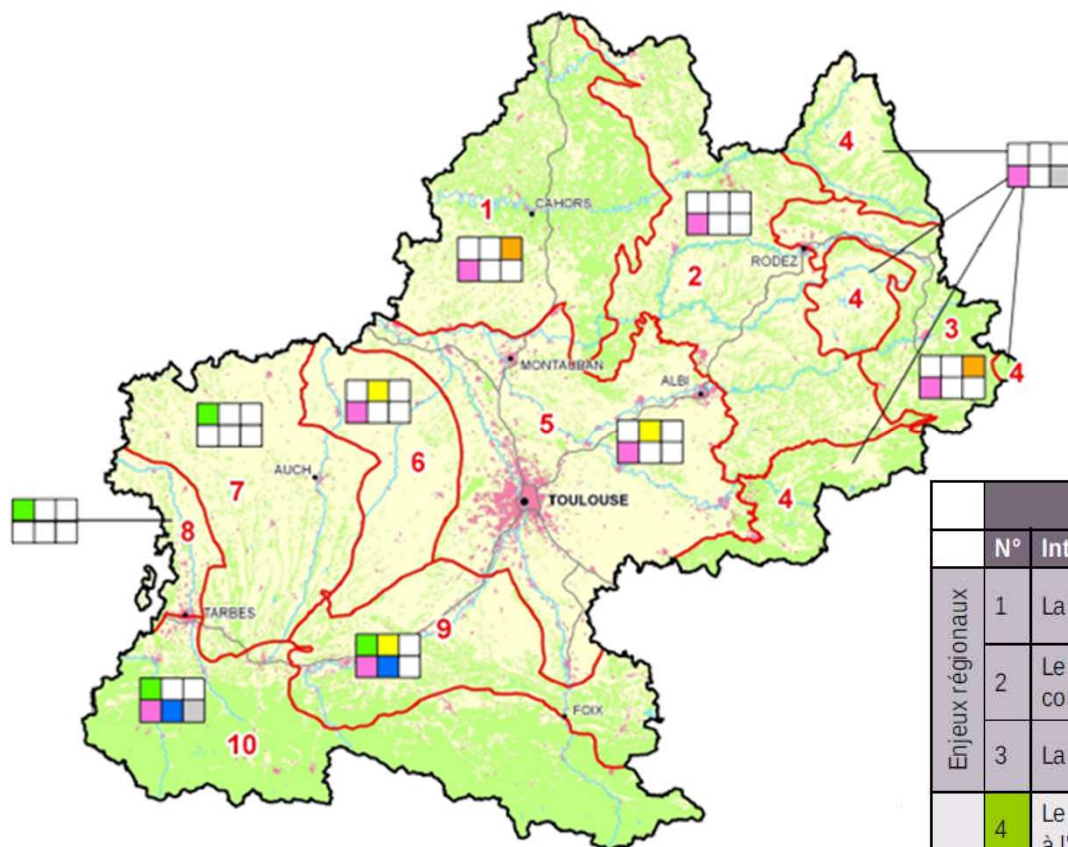 4
1
CAHORS
2
RODEZ
4
3
4
MONTAUBAN
ALBI
5
6
AUCH
7
TOULOUSE
4
8
TARBES
9
FOIX
10
N° Int
Enjeux régionaux
1 La
2 Le
co
3 La
4 Le
à l'